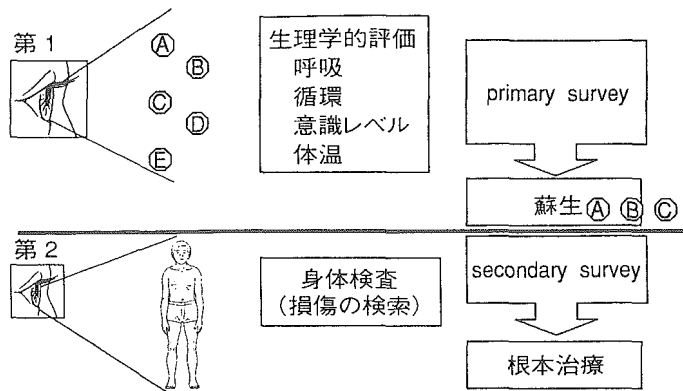 第1
Ⓐ
Ⓑ
Ⓒ
Ⓓ
Ⓔ
生理学的評価
呼吸
循環
意識レベル
体温
primary survey
蘇生 Ⓐ Ⓑ Ⓒ
第2
身体検査
(損傷の検索)
secondary survey
根本治療